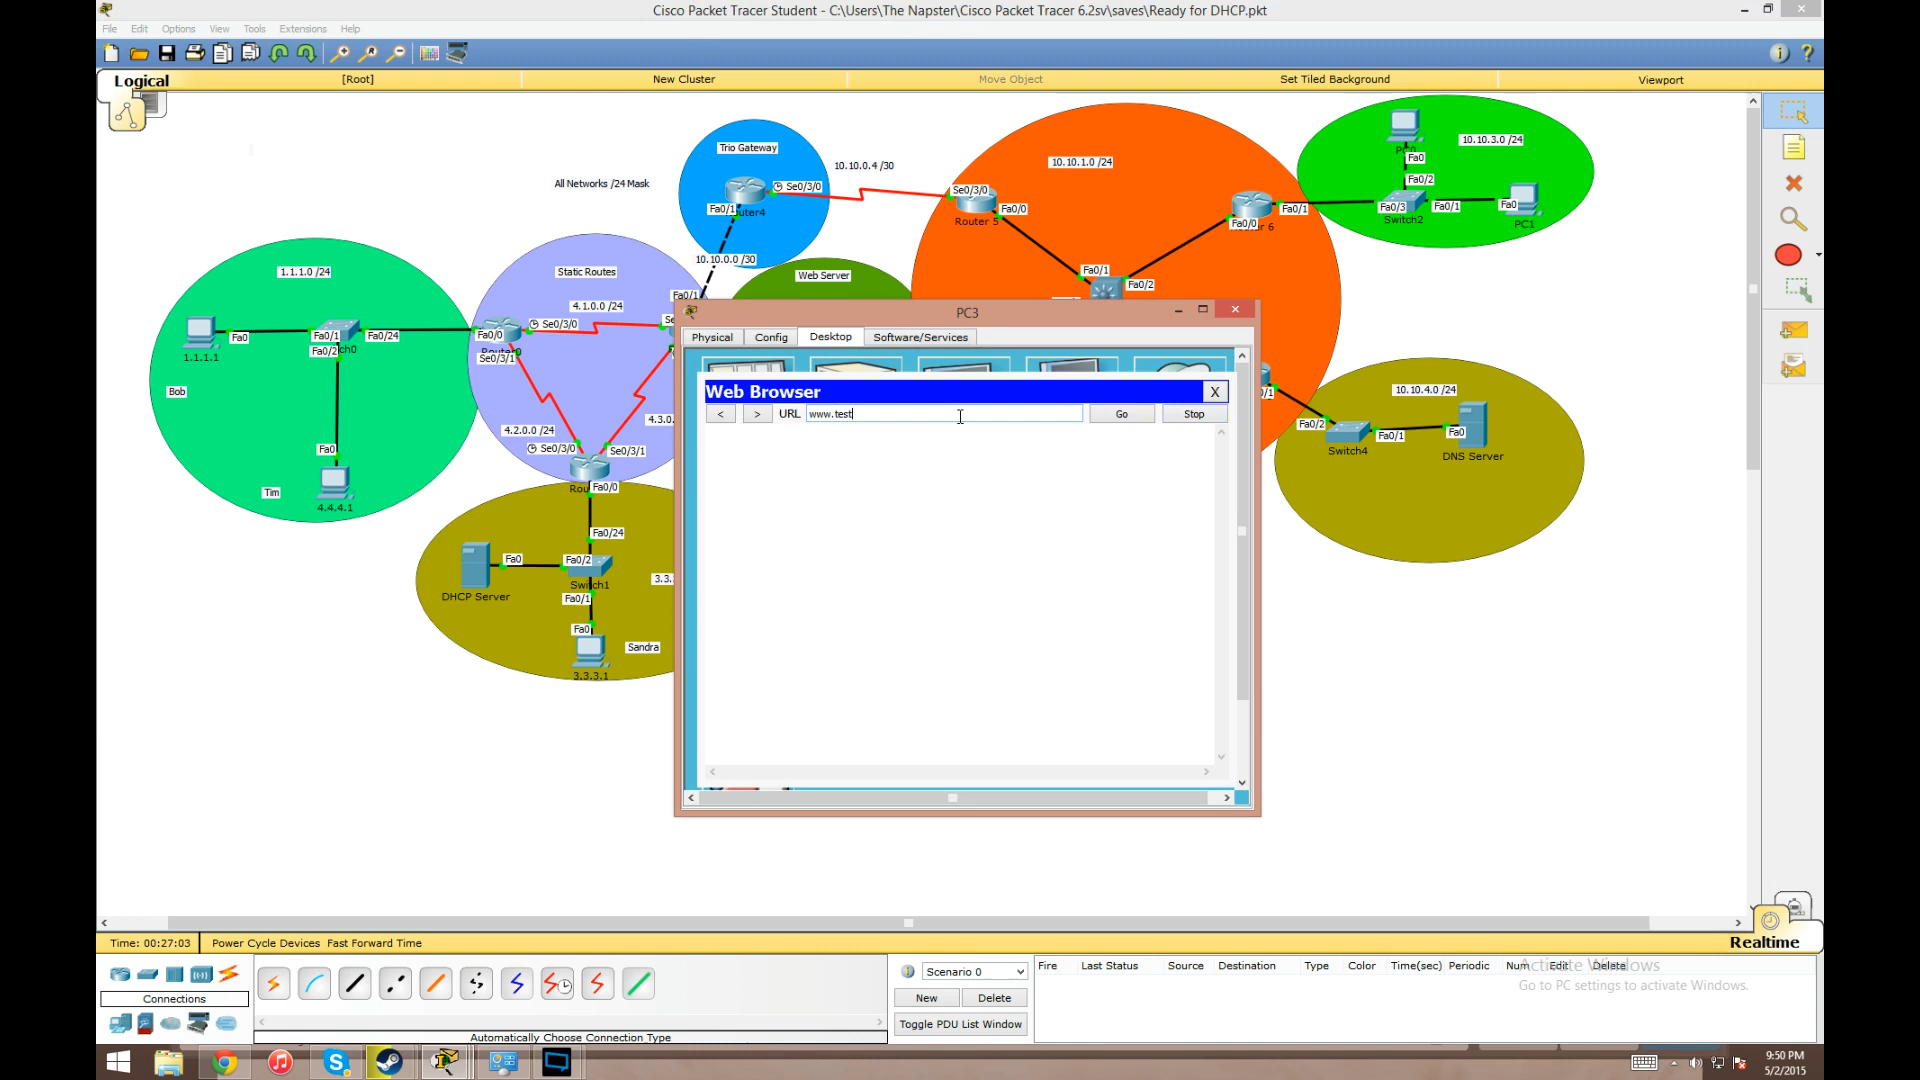 Cisco Packet Tracer Student - C:\Users\The Napster\Cisco Packet Tracer 6.2sv\saves\Ready for DHCP.pkt
File Edit Options View Tools Extensions Help
Logical [Root] New Cluster Move Object Set Tiled Background Viewport
Trio Gateway
10.10.0.4 /30
10.10.1.0 /24
10.10.3.0 /24
PC0
Fa0
Fa0/2
All Networks /24 Mask
Se0/3/0
Se0/3/0
Fa0/1
Fa0/0
Router 5
Fa0/1
Fa0/0
Fa0/3
Fa0/1
Fa0
Switch2
PC1
10.10.0.0 /30
1.1.1.0 /24
Static Routes
Web Server
Fa0/1
Fa0/2
4.1.0.0 /24
Fa0/1
Fa0
Fa0/1
Fa0/24
Fa0/0
Se0/3/0
1.1.1.1
Fa0/2
Se0/3/1
Bob
4.2.0.0 /24
Se0/3/0
Se0/3/1
Fa0
Tim
4.4.4.1
Fa0/0
Fa0/24
Fa0
Fa0/2
DHCP Server
Switch1
Fa0/1
Fa0
Sandra
3.3.3.1
10.10.4.0 /24
Fa0/2
Fa0/1
Fa0
Switch4
DNS Server
PC3
Physical Config Desktop Software/Services
Web Browser X
< > URL www.test Go Stop
Time: 00:27:03 Power Cycle Devices Fast Forward Time
Realtime
Connections
Automatically Choose Connection Type
Scenario 0
New Delete
Toggle PDU List Window
Fire Last Status Source Destination Type Color Time(sec) Periodic Num Edit Delete
Activate Windows
Go to PC settings to activate Windows.
9:50 PM
5/2/2015